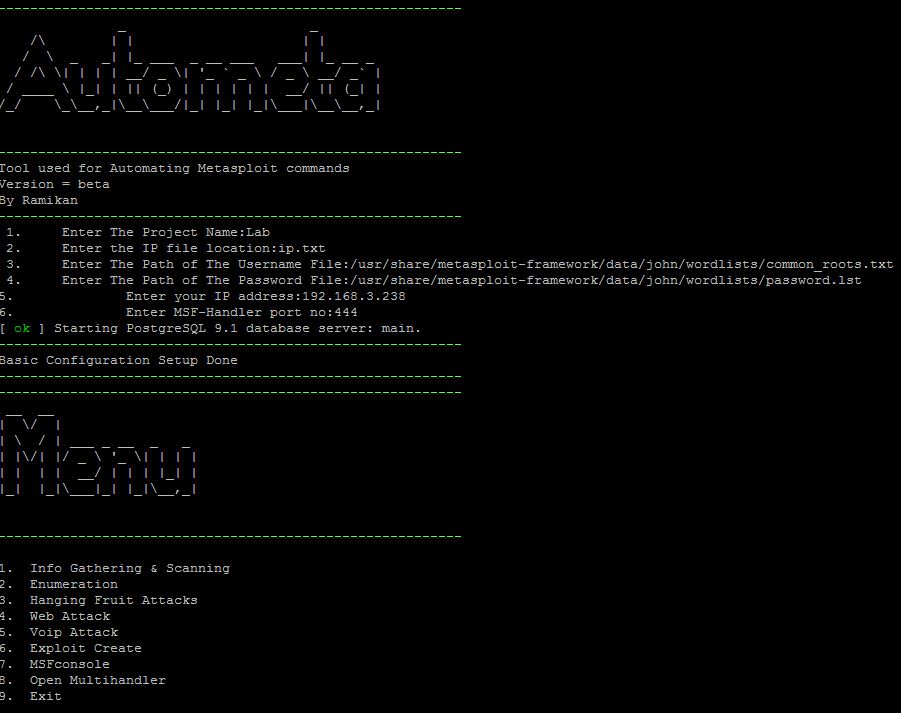 Autometa
Tool used for Automating Metasploit commands
Version = beta
By Ramikan
1. Enter The Project Name:Lab
2. Enter the IP file location:ip.txt
3. Enter The Path of The Username File:/usr/share/metasploit-framework/data/john/wordlists/common_roots.txt
4. Enter The Path of The Password File:/usr/share/metasploit-framework/data/john/wordlists/password.lst
5. Enter your IP address:192.168.3.238
6. Enter MSF-Handler port no:444
[ ok ] Starting PostgreSQL 9.1 database server: main.
Basic Configuration Setup Done
Menu
1. Info Gathering & Scanning
2. Enumeration
3. Hanging Fruit Attacks
4. Web Attack
5. Voip Attack
6. Exploit Create
7. MSFconsole
8. Open Multihandler
9. Exit